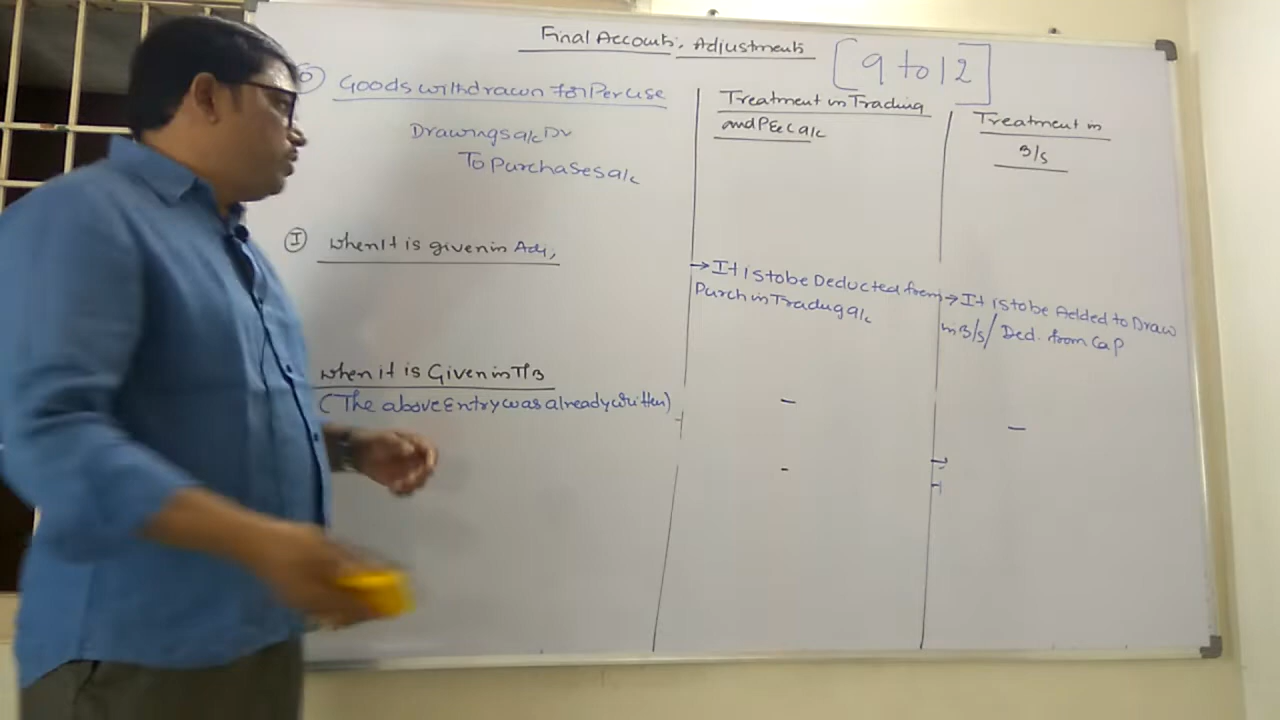 Final Accounts, Adjustments
[9 to 12]
Goods withdrawn for Per Use
Drawings a/c Dr
To Purchases a/c
Treatment in Trading
and P&L a/c
Treatment in
B/S
I When It is given in Adj,
→ It is to be Deducted from
Purch in Trading a/c
→ It is to be Added to Draw
in B/S / Ded. from Cap
When It is Given in T/B
(The above Entry was already written)